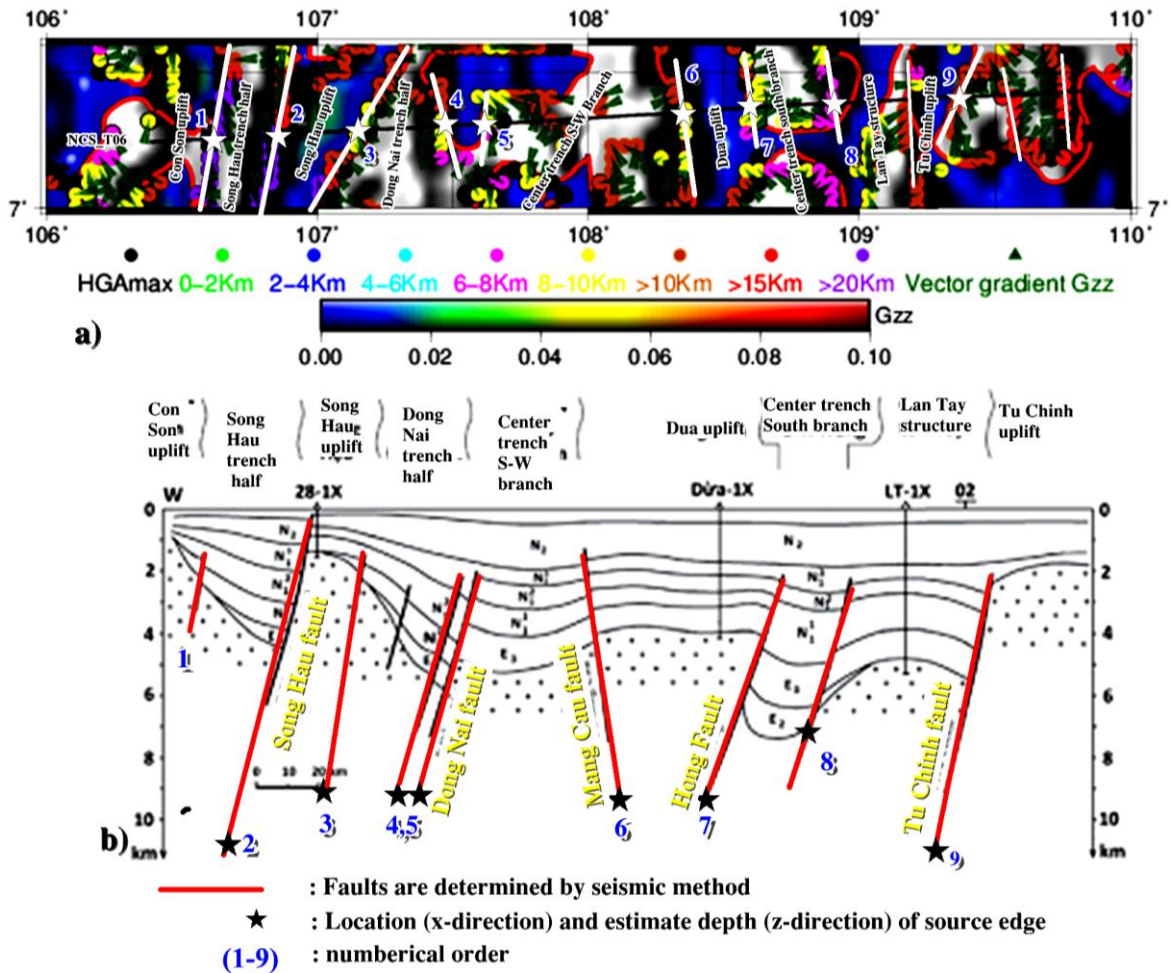 106° 107° 108° 109° 110°
NCS_T06
Con Son uplift
1
Song Hau trench half
2
Song Hau uplift
3
Dong Nai trench half
4
5
Center trench S-W Branch
6
Dua uplift
7
Center trench south branch
8
Lan Tay structure
Tu Chinh uplift
9
7° 7°
106° 107° 108° 109° 110°
HGAmax 0-2Km 2-4Km 4-6Km 6-8Km 8-10Km >10Km >15Km >20Km Vector gradient Gzz
Gzz
a)
0.00 0.02 0.04 0.06 0.08 0.10
Con
Son
uplift
Song
Hau
trench
half
Song
Hau
uplift
Dong
Nai
trench
half
Center
trench
S-W
branch
Dua uplift
Center trench
South branch
Lan Tay
structure
Tu Chinh
uplift
W 28-1X Dừa-1X LT-1X 02
0 0
2 2
4 4
6 6
8 8
10 10
km km
N₂ N₂ N₂
E₃ E₃
E₂
Song Hau fault
Dong Nai fault
Mang Cau fault
Hong Fault
Tu Chinh fault
0 10 20 km
1
2
3
4,5
6
7
8
9
b)
: Faults are determined by seismic method
: Location (x-direction) and estimate depth (z-direction) of source edge
(1-9) : numberical order